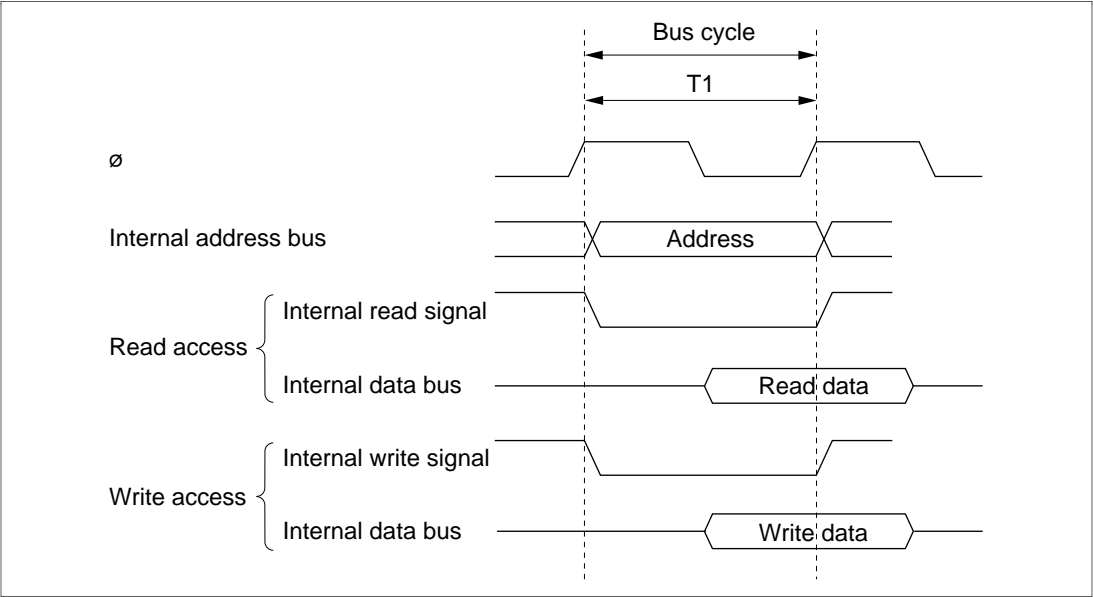 Bus cycle
T1
ø
Internal address bus
Address
Internal read signal
Read access
Internal data bus
Read data
Internal write signal
Write access
Internal data bus
Write data